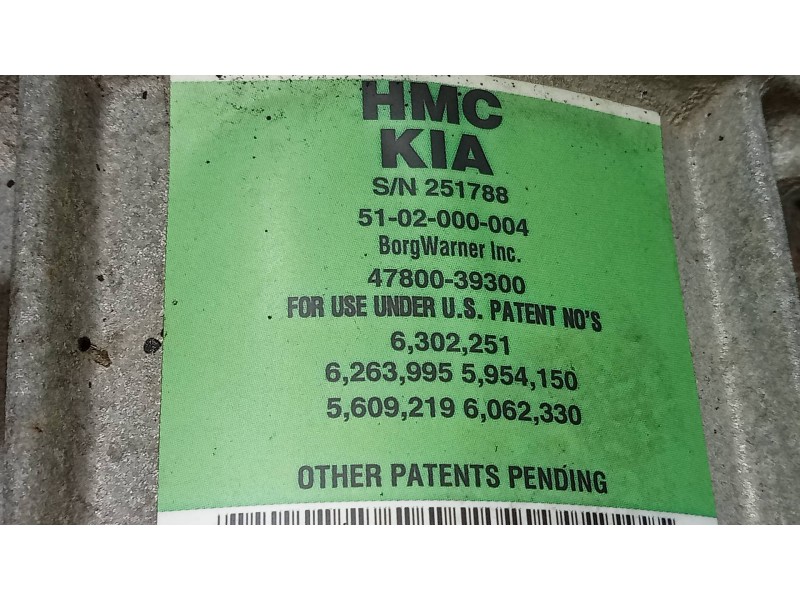 HMC
KIA
S/N 251788
51-02-000-004
BorgWarner Inc.
47800-39300
FOR USE UNDER U.S. PATENT NO'S
6,302,251
6,263,995 5,954,150
5,609,219 6,062,330
OTHER PATENTS PENDING